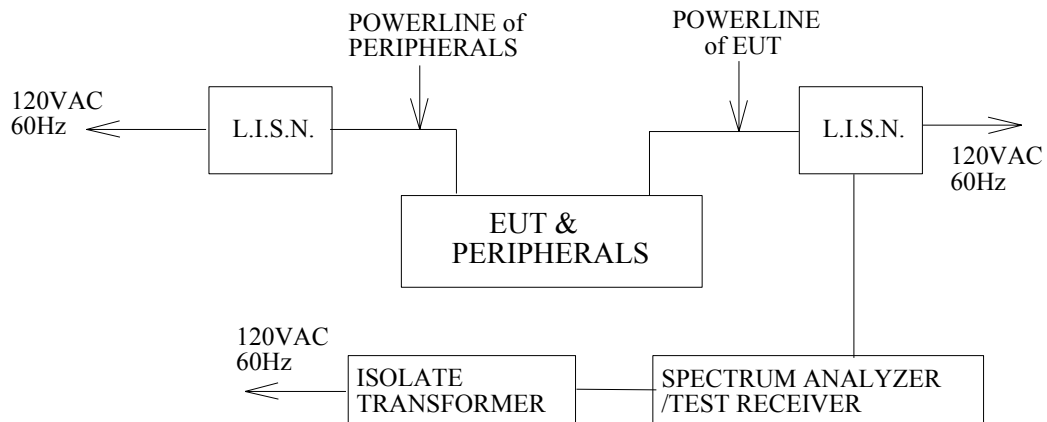 POWERLINE of
PERIPHERALS
POWERLINE
of EUT
120VAC
60Hz
L.I.S.N.
L.I.S.N.
120VAC
60Hz
EUT &
PERIPHERALS
120VAC
60Hz
ISOLATE
TRANSFORMER
SPECTRUM ANALYZER
/TEST RECEIVER